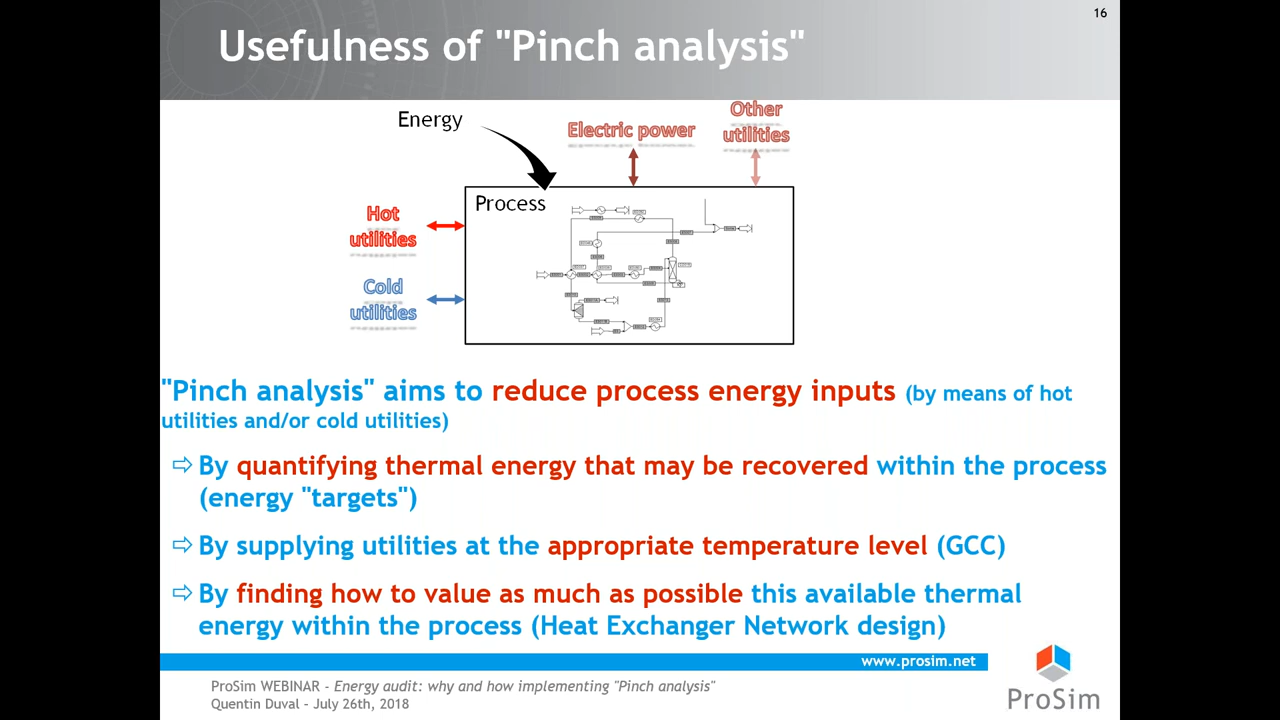 16
Usefulness of "Pinch analysis"
Energy
Electric power
Other
utilities
Process
Hot
utilities
Cold
utilities
"Pinch analysis" aims to reduce process energy inputs (by means of hot
utilities and/or cold utilities)
⇨ By quantifying thermal energy that may be recovered within the process
(energy "targets")
⇨ By supplying utilities at the appropriate temperature level (GCC)
⇨ By finding how to value as much as possible this available thermal
energy within the process (Heat Exchanger Network design)
www.prosim.net
ProSim WEBINAR - Energy audit: why and how implementing "Pinch analysis"
Quentin Duval – July 26th, 2018
ProSim